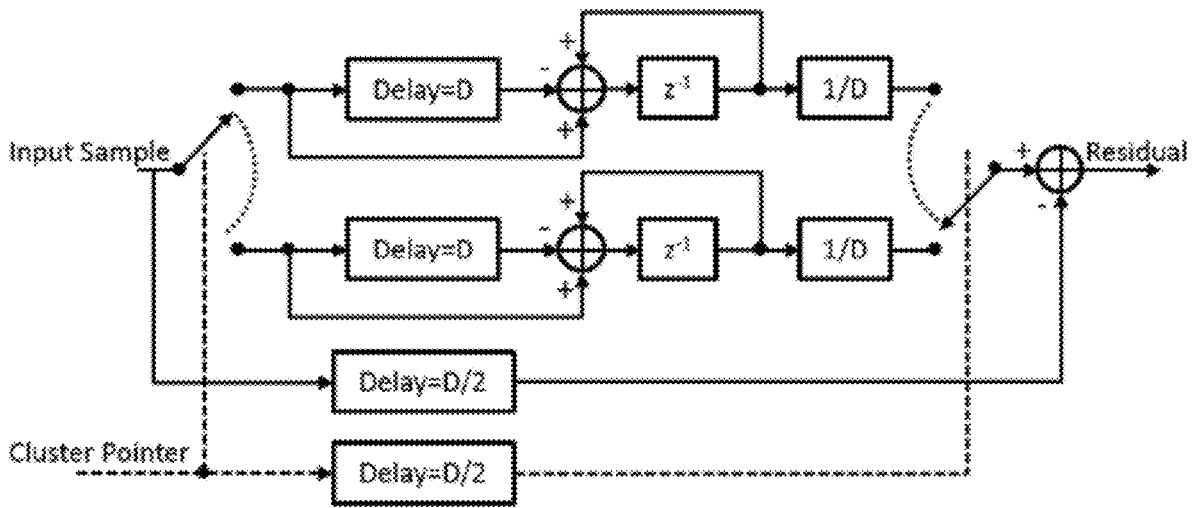 +
-
Delay=D
z⁻¹
1/D
+
Input Sample
+
Residual
-
+
-
Delay=D
z⁻¹
1/D
+
Delay=D/2
Cluster Pointer
Delay=D/2